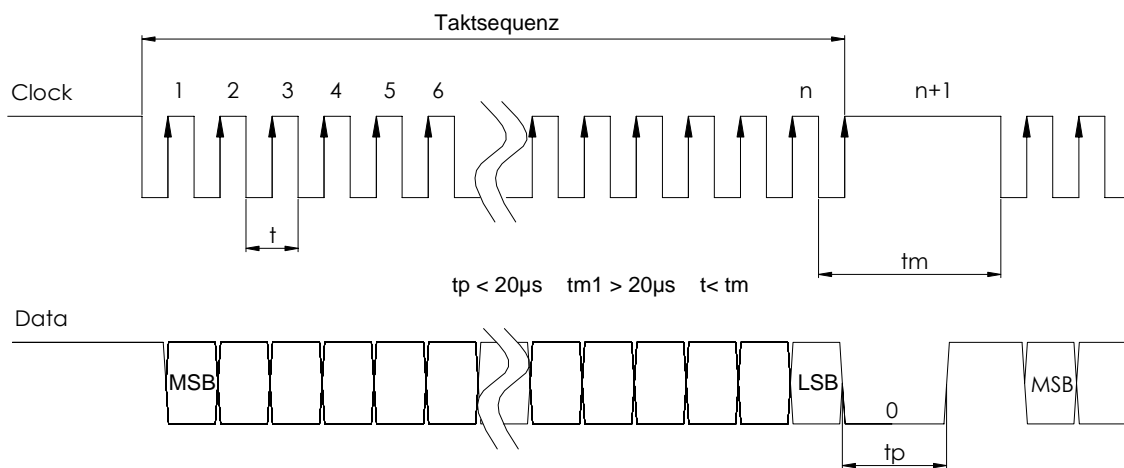 Taktsequenz
Clock 1 2 3 4 5 6 n n+1
t tm
tp < 20µs tm1 > 20µs t< tm
Data
MSB LSB 0 MSB
tp